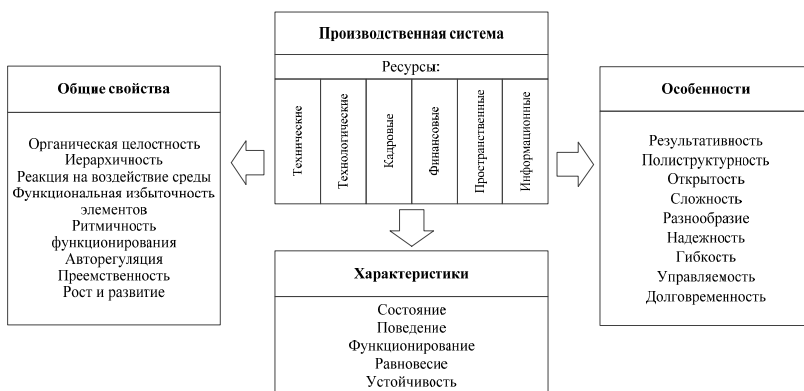 Производственная система
Ресурсы:
Технические
Технологические
Кадровые
Финансовые
Пространственные
Информационные
Общие свойства
Органическая целостность
Иерархичность
Реакция на воздействие среды
Функциональная избыточность
элементов
Ритмичность
функционирования
Авторегуляция
Преемственность
Рост и развитие
Особенности
Результативность
Полиструктурность
Открытость
Сложность
Разнообразие
Надежность
Гибкость
Управляемость
Долговременность
Характеристики
Состояние
Поведение
Функционирование
Равновесие
Устойчивость